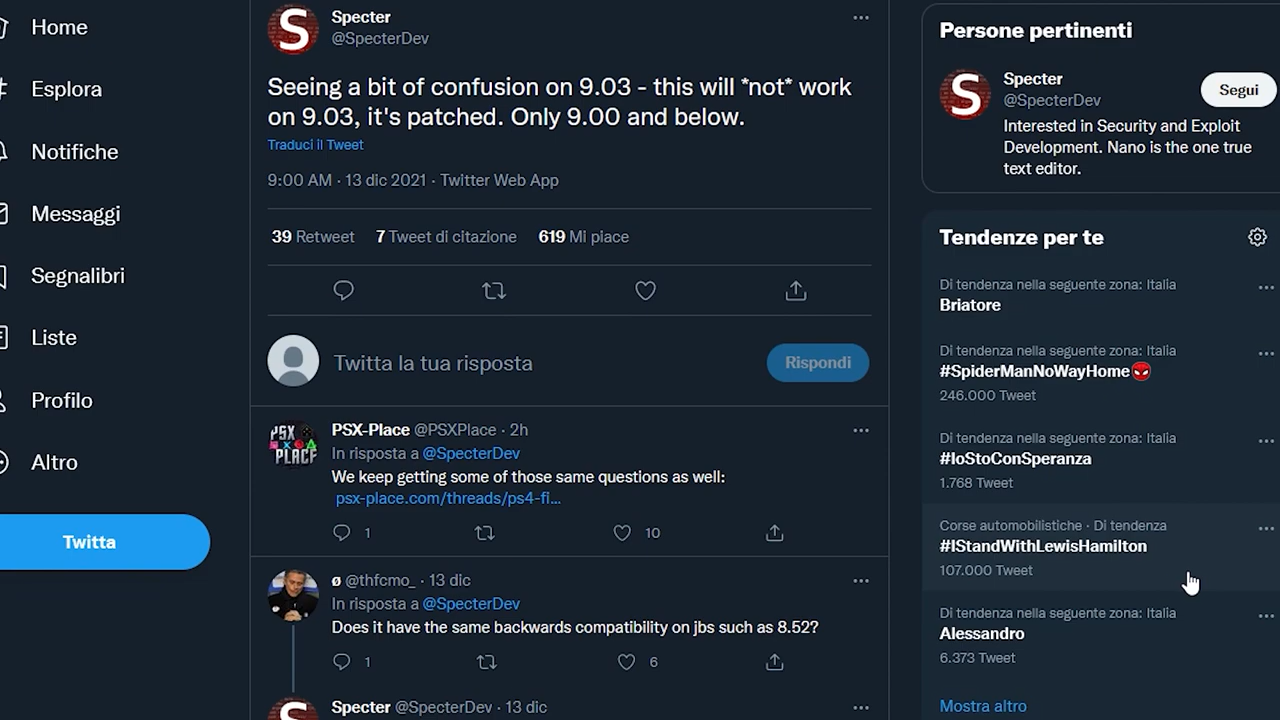 Home
Esplora
Notifiche
Messaggi
Segnalibri
Liste
Profilo
Altro
Twitta
Specter
@SpecterDev
Seeing a bit of confusion on 9.03 - this will *not* work
on 9.03, it's patched. Only 9.00 and below.
Traduci il Tweet
9:00 AM · 13 dic 2021 · Twitter Web App
39 Retweet 7 Tweet di citazione 619 Mi piace
Twitta la tua risposta
Rispondi
PSX-Place @PSXPlace · 2h
In risposta a @SpecterDev
We keep getting some of those same questions as well:
psx-place.com/threads/ps4-fi...
1 10
ø @thfcmo_ · 13 dic
In risposta a @SpecterDev
Does it have the same backwards compatibility on jbs such as 8.52?
1 6
Specter @SpecterDev · 13 dic
Persone pertinenti
Specter
@SpecterDev
Segui
Interested in Security and Exploit
Development. Nano is the one true
text editor.
Tendenze per te
Di tendenza nella seguente zona: Italia
Briatore
Di tendenza nella seguente zona: Italia
#SpiderManNoWayHome
246.000 Tweet
Di tendenza nella seguente zona: Italia
#IoStoConSperanza
1.768 Tweet
Corse automobilistiche · Di tendenza
#IStandWithLewisHamilton
107.000 Tweet
Di tendenza nella seguente zona: Italia
Alessandro
6.373 Tweet
Mostra altro